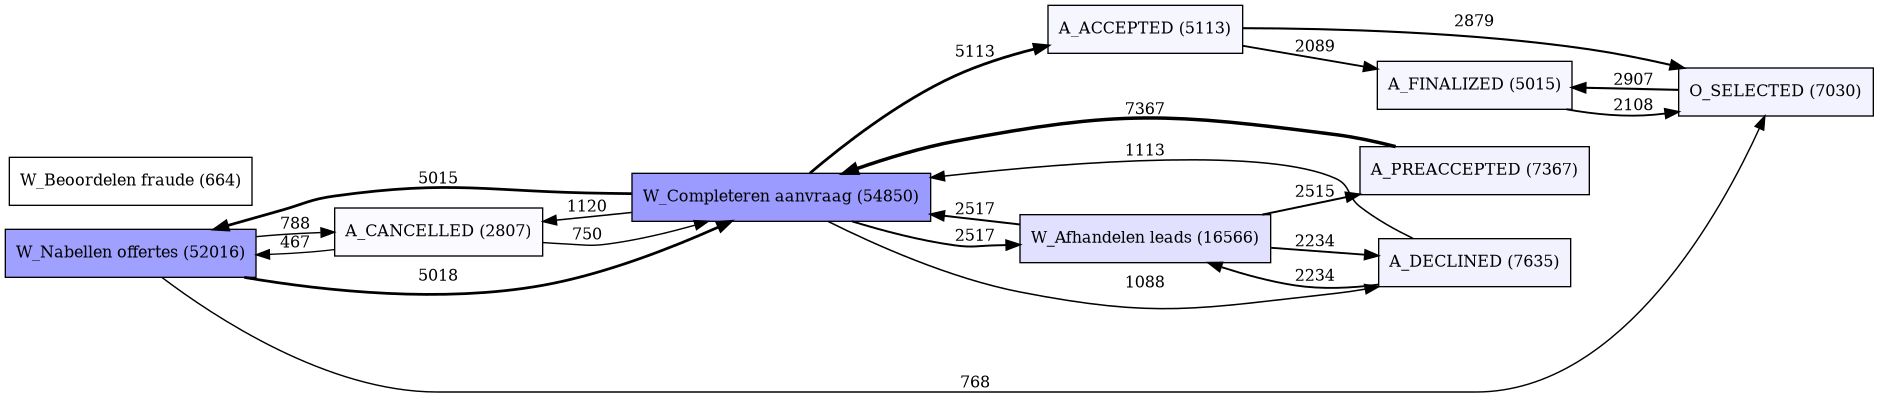 A_ACCEPTED (5113)
2879
5113
2089
A_FINALIZED (5015)
2907
O_SELECTED (7030)
2108
7367
1113
A_PREACCEPTED (7367)
W_Beoordelen fraude (664)
5015
W_Completeren aanvraag (54850)
2515
1120
2517
788
A_CANCELLED (2807)
750
2517
W_Afhandelen leads (16566)
2234
467
W_Nabellen offertes (52016)
A_DECLINED (7635)
5018
1088
2234
768